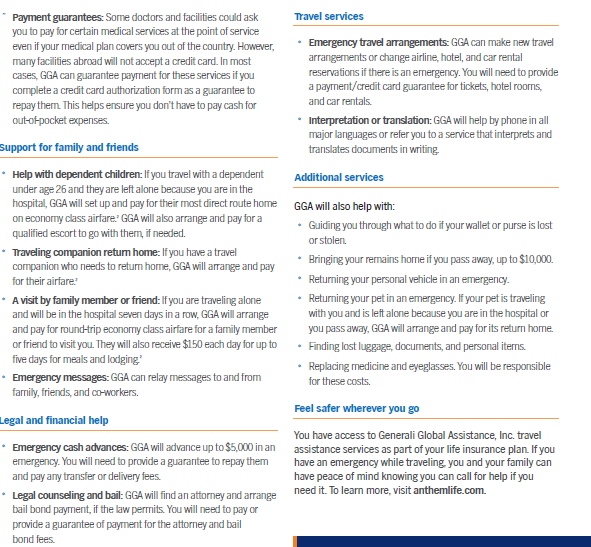 Payment guarantees: Some doctors and facilities could ask
you to pay for certain medical services at the point of service
even if your medical plan covers you out of the country. However,
many facilities abroad will not accept a credit card. In most
cases, GGA can guarantee payment for these services if you
complete a credit card authorization form as a guarantee to
repay them. This helps ensure you don't have to pay cash for
out-of-pocket expenses.
Support for family and friends
• Help with dependent children: If you travel with a dependent
under age 26 and they are left alone because you are in the
hospital, GGA will set up and pay for their most direct route home
on economy class airfare.² GGA will also arrange and pay for a
qualified escort to go with them, if needed.
• Traveling companion return home: If you have a travel
companion who needs to return home, GGA will arrange and pay
for their airfare.²
• A visit by family member or friend: If you are traveling alone
and will be in the hospital seven days in a row, GGA will arrange
and pay for round-trip economy class airfare for a family member
or friend to visit you. They will also receive $150 each day for up to
five days for meals and lodging.²
• Emergency messages: GGA can relay messages to and from
family, friends, and co-workers.
Legal and financial help
• Emergency cash advances: GGA will advance up to $5,000 in an
emergency. You will need to provide a guarantee to repay them
and pay any transfer or delivery fees.
• Legal counseling and bail: GGA will find an attorney and arrange
bail bond payment, if the law permits. You will need to pay or
provide a guarantee of payment for the attorney and bail
bond fees.
Travel services
• Emergency travel arrangements: GGA can make new travel
arrangements or change airline, hotel, and car rental
reservations if there is an emergency. You will need to provide
a payment/credit card guarantee for tickets, hotel rooms,
and car rentals.
• Interpretation or translation: GGA will help by phone in all
major languages or refer you to a service that interprets and
translates documents in writing.
Additional services
GGA will also help with:
• Guiding you through what to do if your wallet or purse is lost
or stolen.
• Bringing your remains home if you pass away, up to $10,000.
• Returning your personal vehicle in an emergency.
• Returning your pet in an emergency. If your pet is traveling
with you and is left alone because you are in the hospital or
you pass away, GGA will arrange and pay for its return home.
• Finding lost luggage, documents, and personal items.
• Replacing medicine and eyeglasses. You will be responsible
for these costs.
Feel safer wherever you go
You have access to Generali Global Assistance, Inc. travel
assistance services as part of your life insurance plan. If you
have an emergency while traveling, you and your family can
have peace of mind knowing you can call for help if you
need it. To learn more, visit anthemlife.com.